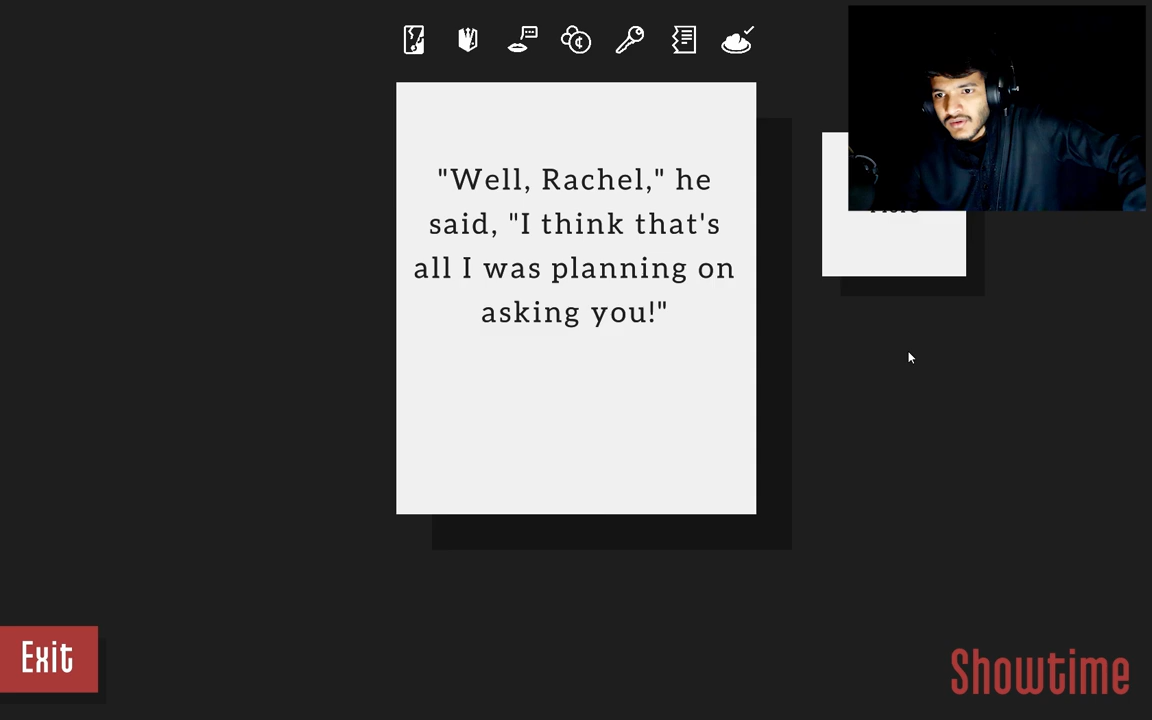 "Well, Rachel," he
said, "I think that's
all I was planning on
asking you!"
Exit
Showtime